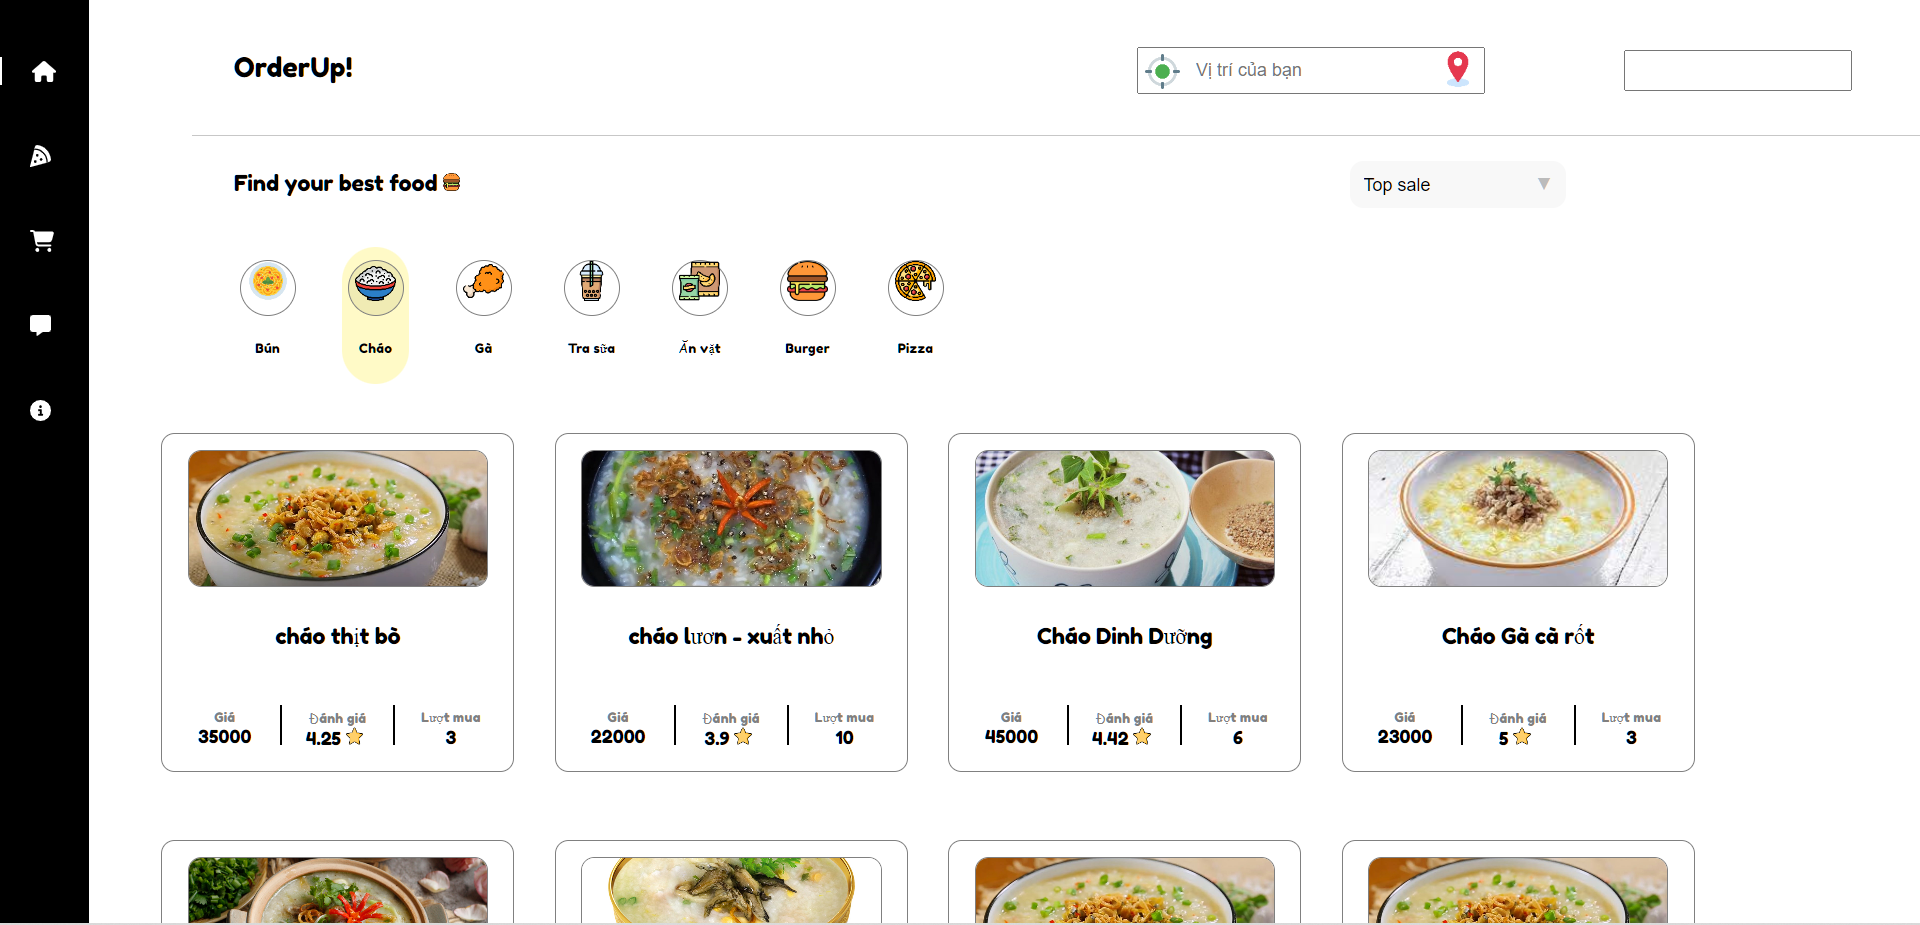 OrderUp!
Vị trí của bạn
Find your best food
Top sale
Bún
Cháo
Gà
Tra sữa
Ăn vặt
Burger
Pizza
cháo thịt bò
cháo lươn - xuất nhỏ
Cháo Dinh Dưỡng
Cháo Gà cà rốt
Giá
Đánh giá
Lượt mua
35000
4.25
3
Giá
Đánh giá
Lượt mua
22000
3.9
10
Giá
Đánh giá
Lượt mua
45000
4.42
6
Giá
Đánh giá
Lượt mua
23000
5
3